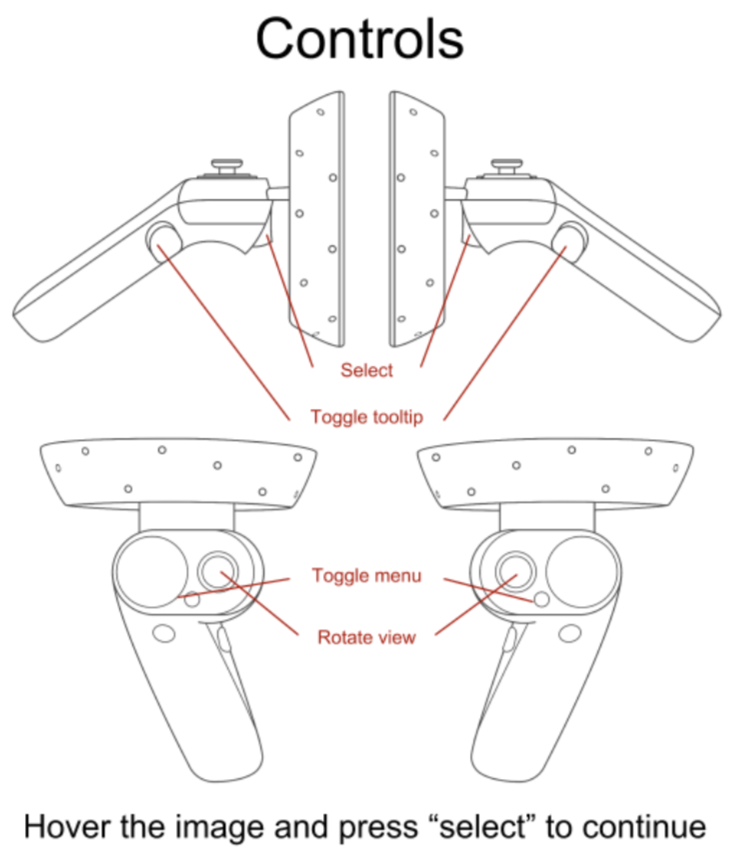 Controls
Select
Toggle tooltip
Toggle menu
Rotate view
Hover the image and press “select” to continue